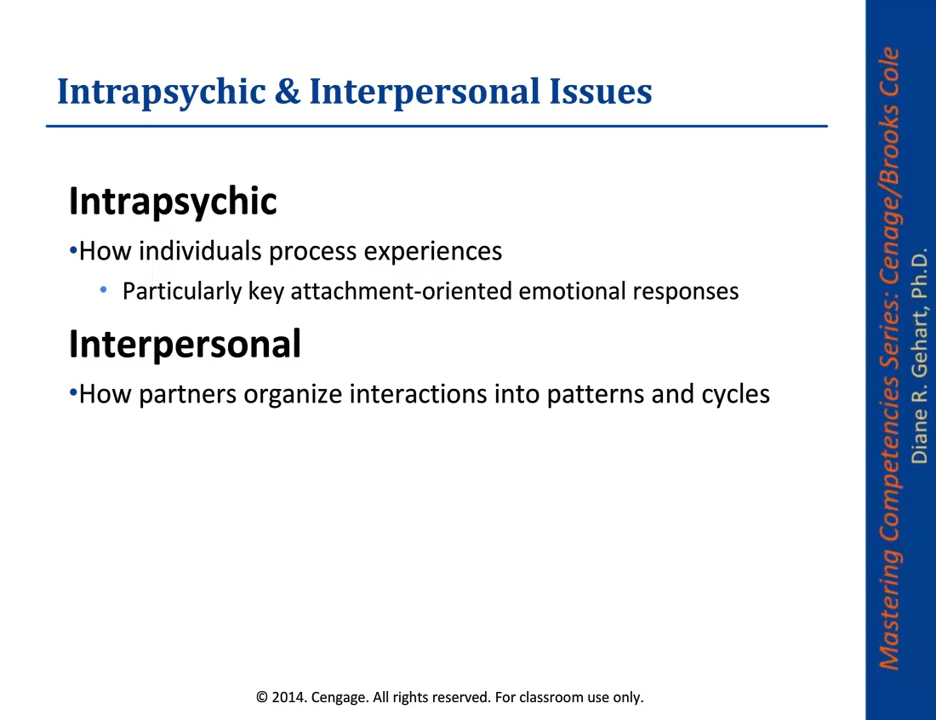 Intrapsychic & Interpersonal Issues
Intrapsychic
•How individuals process experiences
• Particularly key attachment-oriented emotional responses
Interpersonal
•How partners organize interactions into patterns and cycles
© 2014. Cengage. All rights reserved. For classroom use only.
Mastering Competencies Series: Cenage/Brooks Cole
Diane R. Gehart, Ph.D.